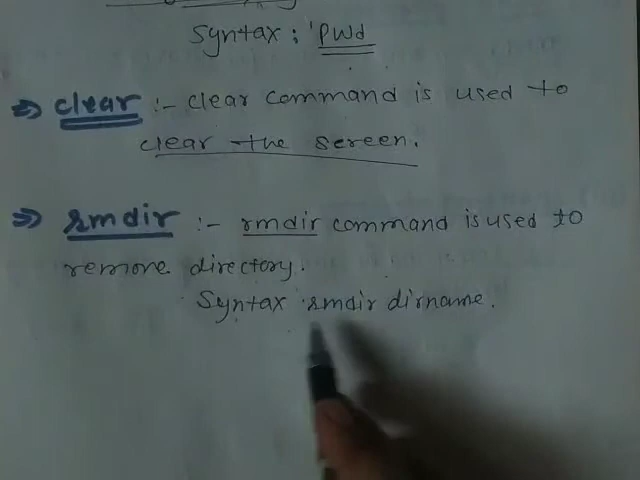 Syntax : 'Pwd
⇒ clear :- clear command is used to
clear the screen.
⇒ rmdir :- rmdir command is used to
remove directory.
Syntax rmdir dirname.